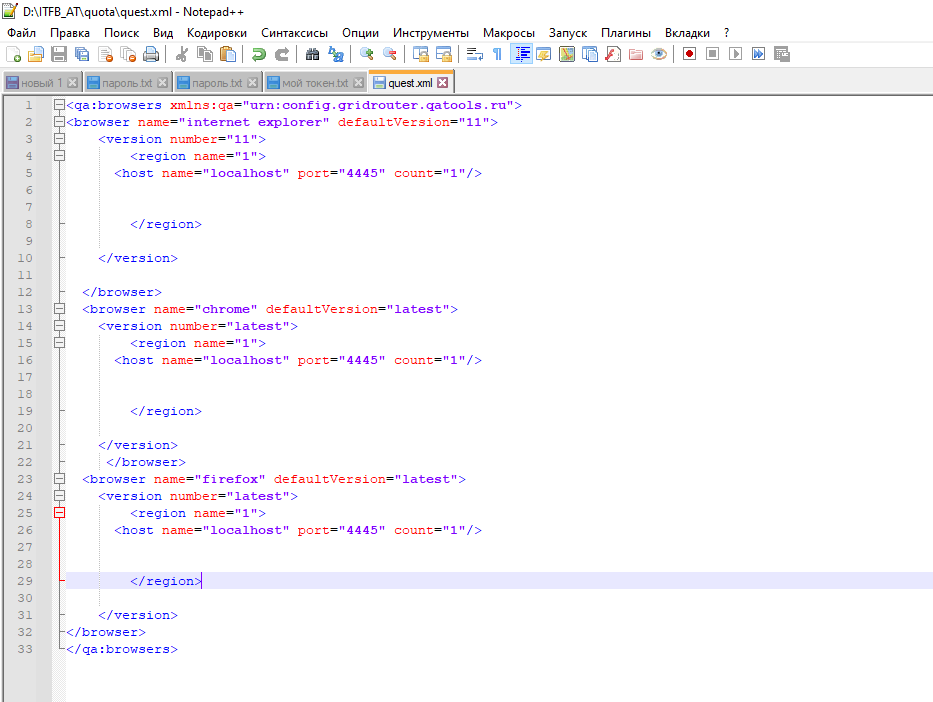 D:\ITFB_AT\quota\quest.xml - Notepad++
Файл Правка Поиск Вид Кодировки Синтаксисы Опции Инструменты Макросы Запуск Плагины Вкладки ?
новый 1 пароль.txt пароль.txt мой токен.txt quest.xml
1 <qa:browsers xmlns:qa="urn:config.gridrouter.qatools.ru">
2 <browser name="internet explorer" defaultVersion="11">
3 <version number="11">
4 <region name="1">
5 <host name="localhost" port="4445" count="1"/>
6
7
8 </region>
9
10 </version>
11
12 </browser>
13 <browser name="chrome" defaultVersion="latest">
14 <version number="latest">
15 <region name="1">
16 <host name="localhost" port="4445" count="1"/>
17
18
19 </region>
20
21 </version>
22 </browser>
23 <browser name="firefox" defaultVersion="latest">
24 <version number="latest">
25 <region name="1">
26 <host name="localhost" port="4445" count="1"/>
27
28
29 </region>
30
31 </version>
32 </browser>
33 </qa:browsers>